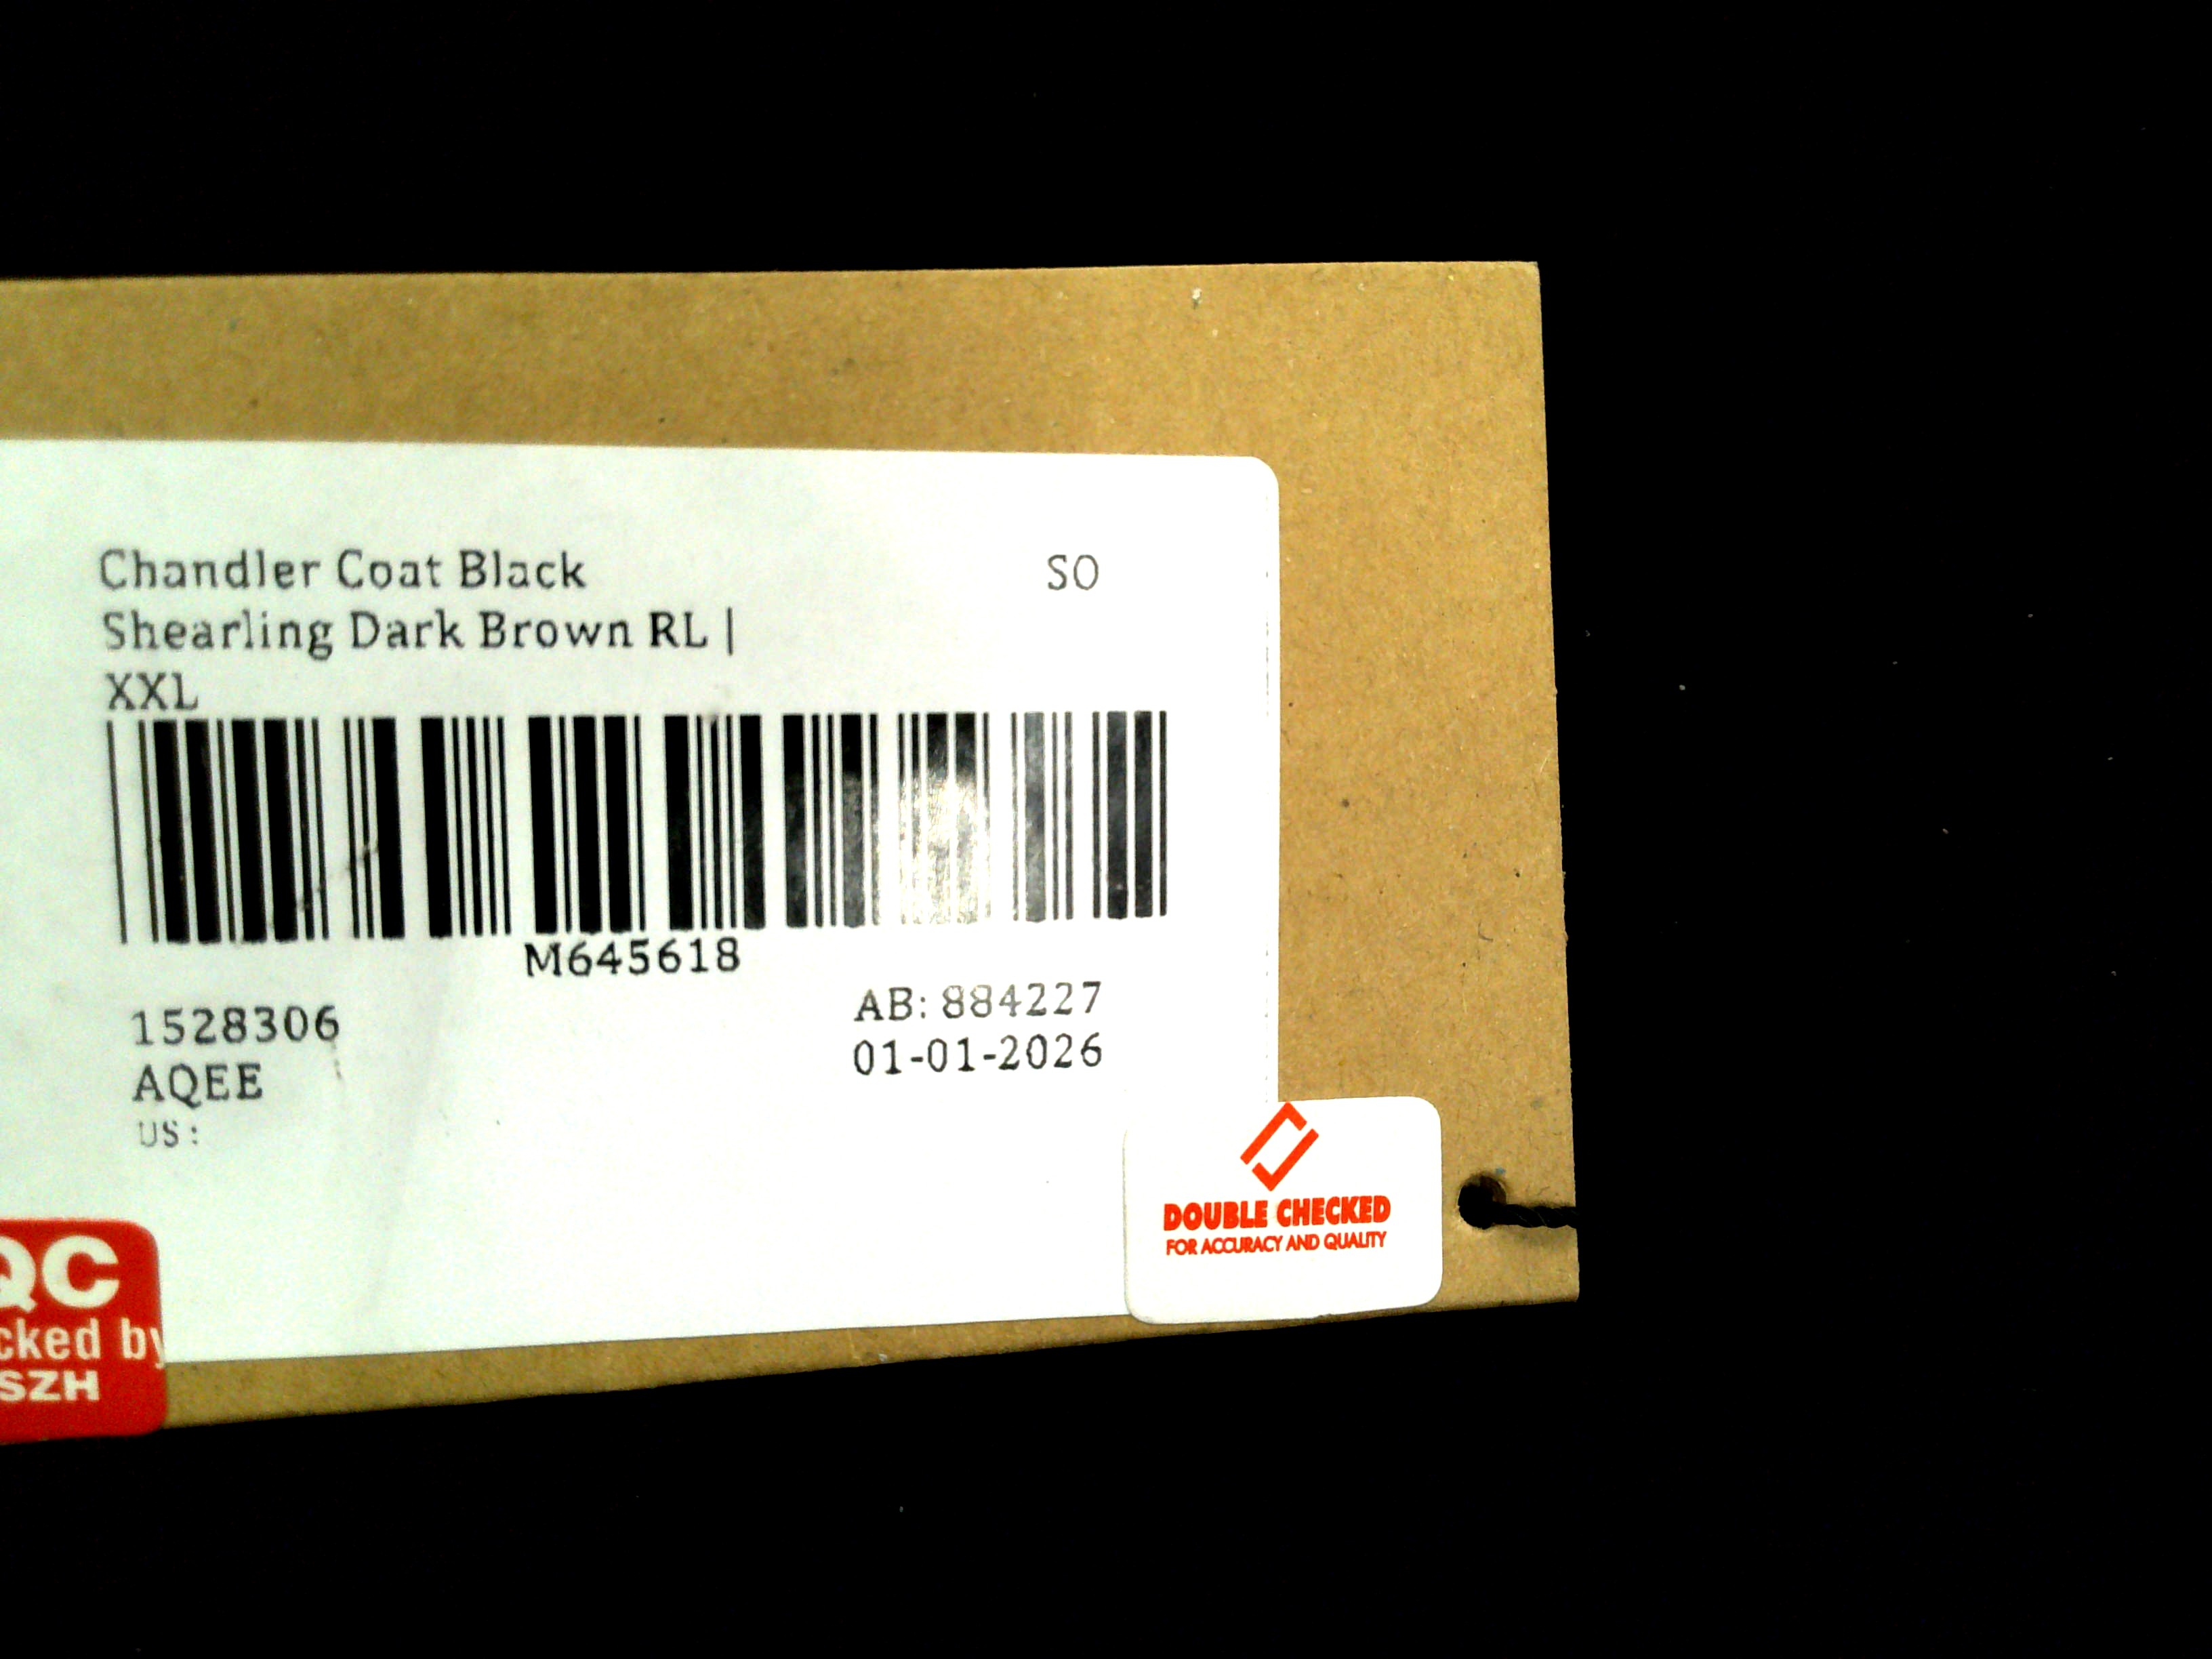 Chandler Coat Black
SO
Shearling Dark Brown RL |
XXL
M645618
1528306
AB: 884227
AQEE
01-01-2026
US:
DOUBLE CHECKED
FOR ACCURACY AND QUALITY
QC
cked by
SZH